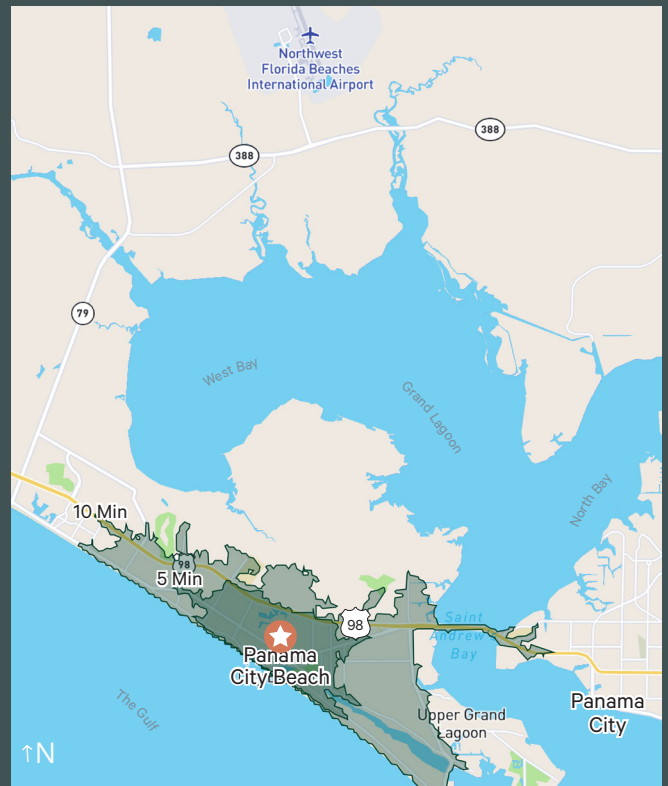 Northwest
Florida Beaches
International Airport
388
388
79
West Bay
Grand Lagoon
North Bay
10 Min
98
5 Min
98
Saint
Andrew
Bay
Panama
City Beach
Panama
City
The Gulf
Upper Grand
Lagoon
↑N